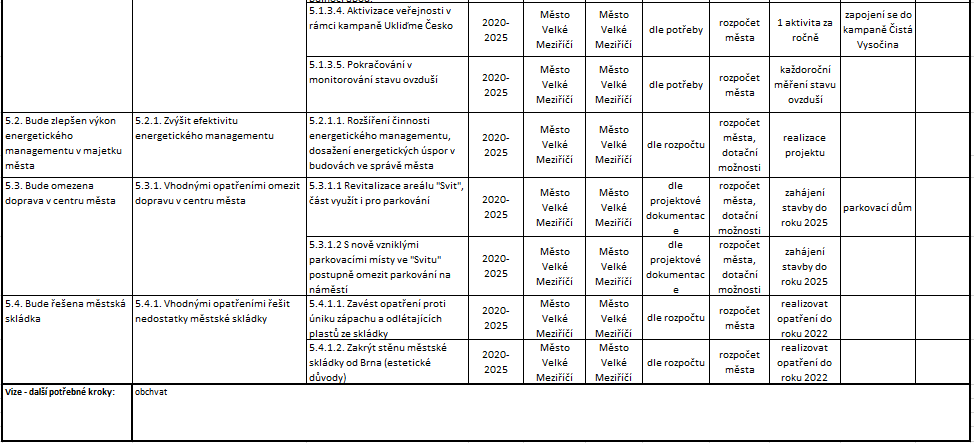 5.1.3.4. Aktivizace veřejnosti v
rámci kampaně Ukliďme Česko
2020-
2025
Město
Velké
Meziříčí
Město
Velké
Meziříčí
dle potřeby
rozpočet
města
1 aktivita za
ročně
zapojení se do
kampaně Čistá
Vysočina
5.1.3.5. Pokračování v
monitorování stavu ovzduší
2020-
2025
Město
Velké
Meziříčí
Město
Velké
Meziříčí
dle potřeby
rozpočet
města
každoroční
měření stavu
ovzduší
5.2. Bude zlepšen výkon
energetického
managementu v majetku
města
5.2.1. Zvýšit efektivitu
energetického managementu
5.2.1.1. Rozšíření činnosti
energetického managementu,
dosažení energetických úspor v
budovách ve správě města
2020-
2025
Město
Velké
Meziříčí
Město
Velké
Meziříčí
dle rozpočtu
rozpočet
města,
dotační
možnosti
realizace
projektu
5.3. Bude omezena
doprava v centru města
5.3.1. Vhodnými opatřeními omezit
dopravu v centru města
5.3.1.1 Revitalizace areálu "Svit",
část využít i pro parkování
2020-
2025
Město
Velké
Meziříčí
Město
Velké
Meziříčí
dle
projektové
dokumentac
e
rozpočet
města,
dotační
možnosti
zahájení
stavby do
roku 2025
parkovací dům
5.3.1.2 S nově vzniklými
parkovacími místy ve "Svitu"
postupně omezit parkování na
náměstí
2020-
2025
Město
Velké
Meziříčí
Město
Velké
Meziříčí
dle
projektové
dokumentac
e
rozpočet
města,
dotační
možnosti
zahájení
stavby do
roku 2025
5.4. Bude řešena městská
skládka
5.4.1. Vhodnými opatřeními řešit
nedostatky městské skládky
5.4.1.1. Zavést opatření proti
úniku zápachu a odlétajících
plastů ze skládky
2020-
2025
Město
Velké
Meziříčí
Město
Velké
Meziříčí
dle rozpočtu
rozpočet
města
realizovat
opatření do
roku 2022
5.4.1.2. Zakrýt stěnu městské
skládky od Brna (estetické
důvody)
2020-
2025
Město
Velké
Meziříčí
Město
Velké
Meziříčí
dle rozpočtu
rozpočet
města
realizovat
opatření do
roku 2022
Vize - další potřebné kroky:
obchvat